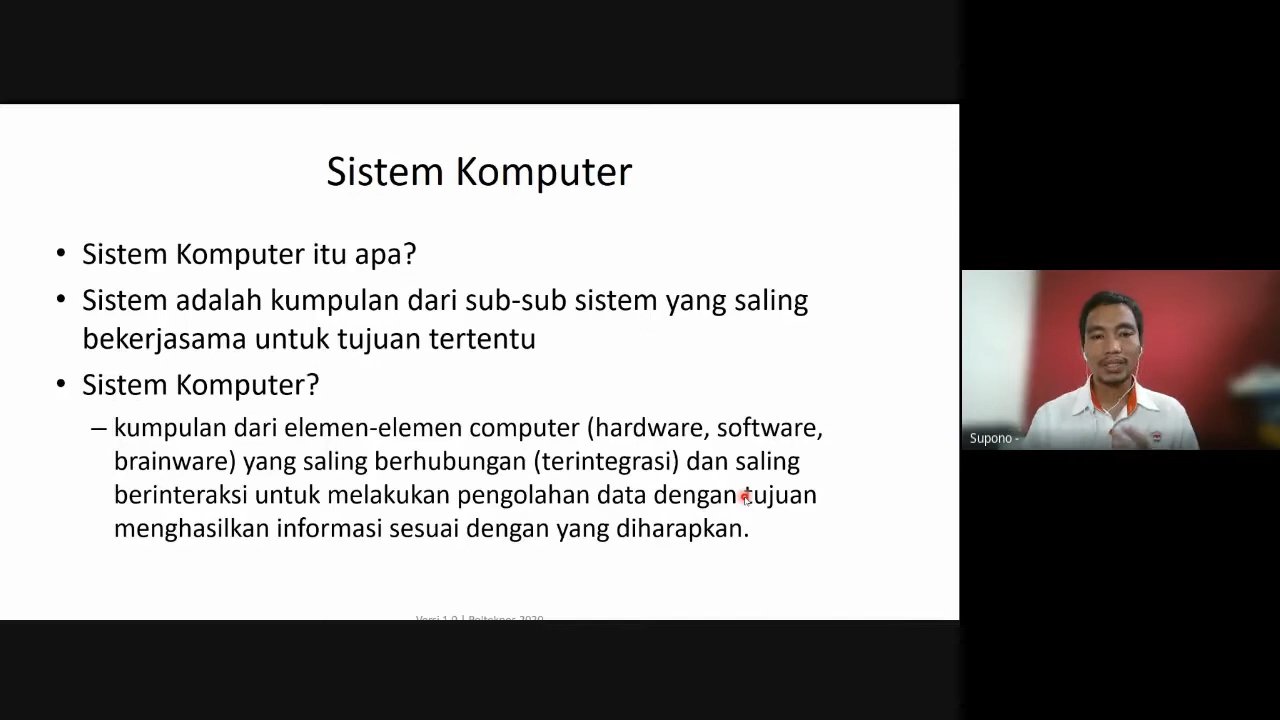 Sistem Komputer
• Sistem Komputer itu apa?
• Sistem adalah kumpulan dari sub-sub sistem yang saling
bekerjasama untuk tujuan tertentu
• Sistem Komputer?
– kumpulan dari elemen-elemen computer (hardware, software,
brainware) yang saling berhubungan (terintegrasi) dan saling
berinteraksi untuk melakukan pengolahan data dengan tujuan
menghasilkan informasi sesuai dengan yang diharapkan.
Supono -